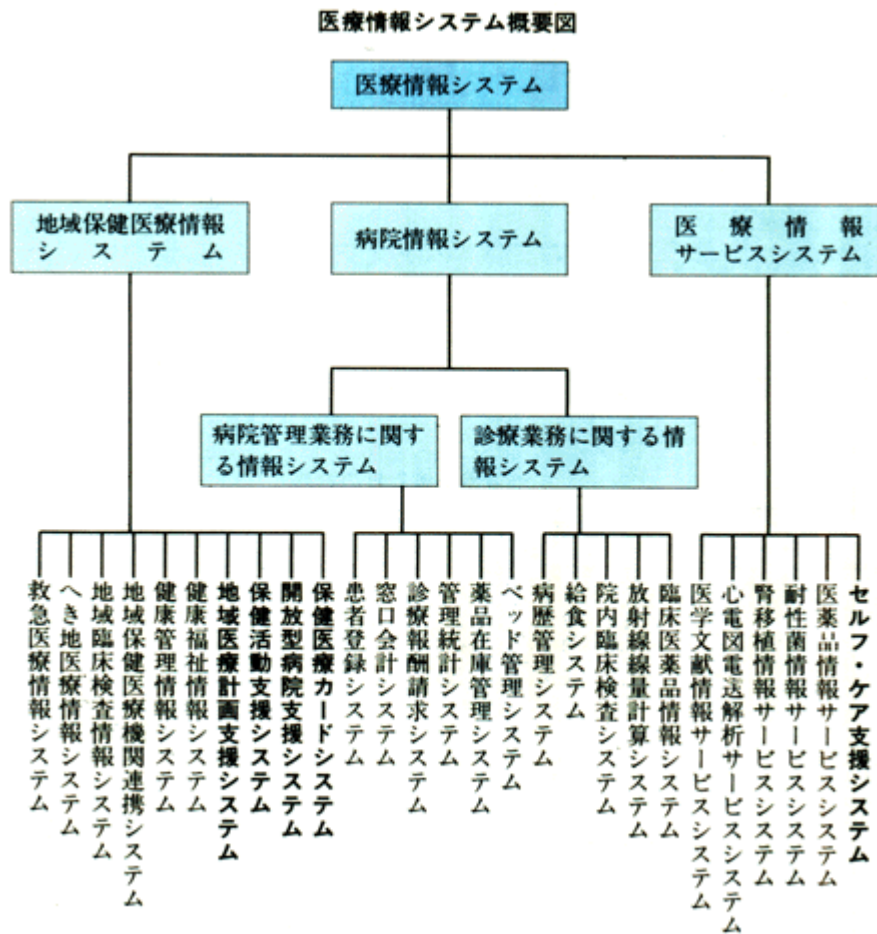 医療情報システム概要図
医療情報システム
地域保健医療情報
システム
病院情報システム
医療情報
サービスシステム
病院管理業務に関す
る情報システム
診療業務に関する情
報システム
救急医療情報システム
へき地医療情報システム
地域臨床検査情報システム
地域保健医療機関連携システム
健康管理情報システム
健康福祉情報システム
地域医療計画支援システム
保健活動支援システム
開放型病院支援システム
保健医療カードシステム
患者登録システム
窓口会計システム
診療報酬請求システム
管理統計システム
薬品在庫管理システム
ベッド管理システム
病歴管理システム
給食システム
院内臨床検査システム
放射線線量計算システム
臨床医薬品情報システム
医学文献情報サービスシステム
心電図電送解析サービスシステム
腎移植情報サービスシステム
耐性菌情報サービスシステム
医薬品情報サービスシステム
セルフ・ケア支援システム